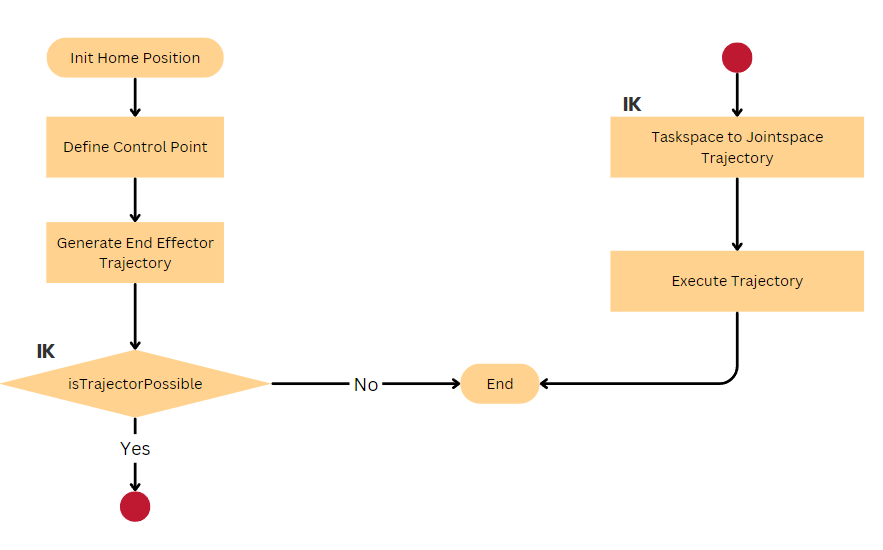 Init Home Position
Define Control Point
Generate End Effector
Trajectory
IK
isTrajectorPossible
No
End
Yes
IK
Taskspace to Jointspace
Trajectory
Execute Trajectory